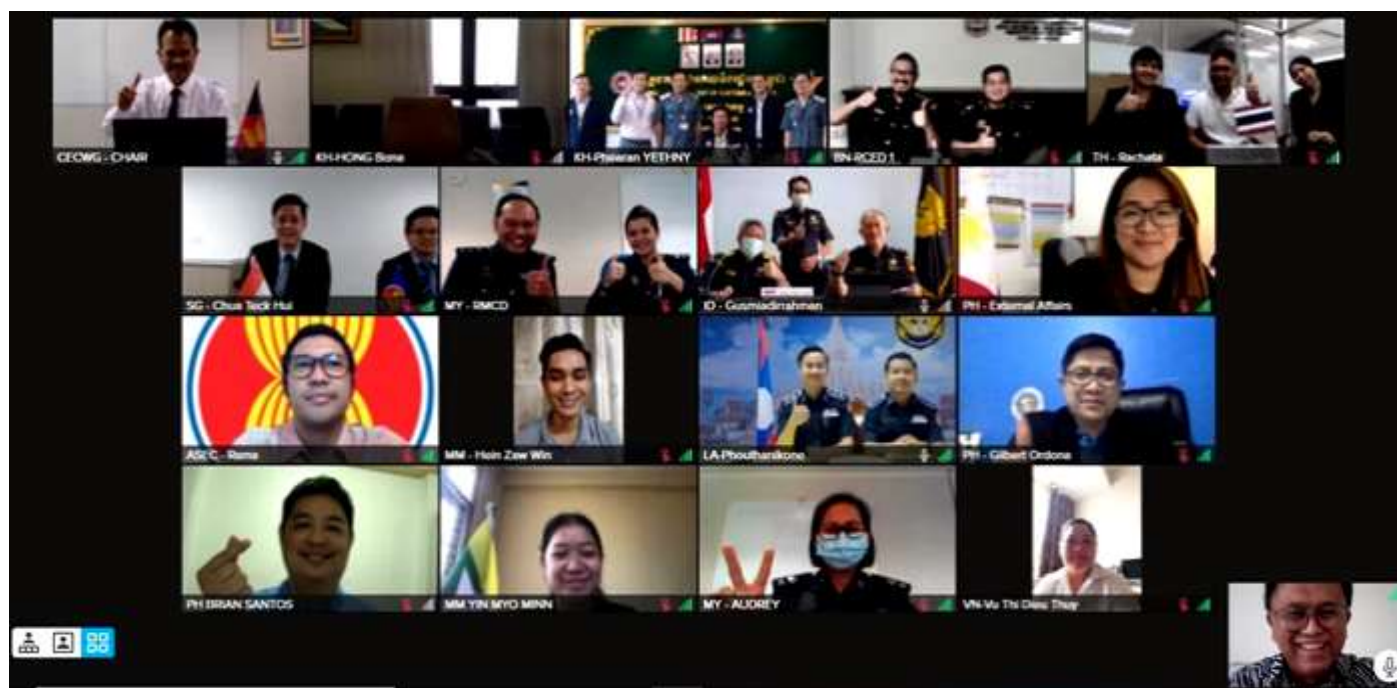 CECWG - CHAIR
KH-HONG Bona
KH-Phearan YETHNY
BN-RCED 1
TH - Rachata
SG - Chua Teck Hui
MY - RMCD
ID - Gusmiadirrahman
PH - External Affairs
ASEC - Rama
MM - Hein Zaw Win
LA-Phouthanikone
PH - Gilbert Ordona
PH BRIAN SANTOS
MM YIN MYO MINN
MY - AUDREY
VN-Vu Thi Dieu Thuy